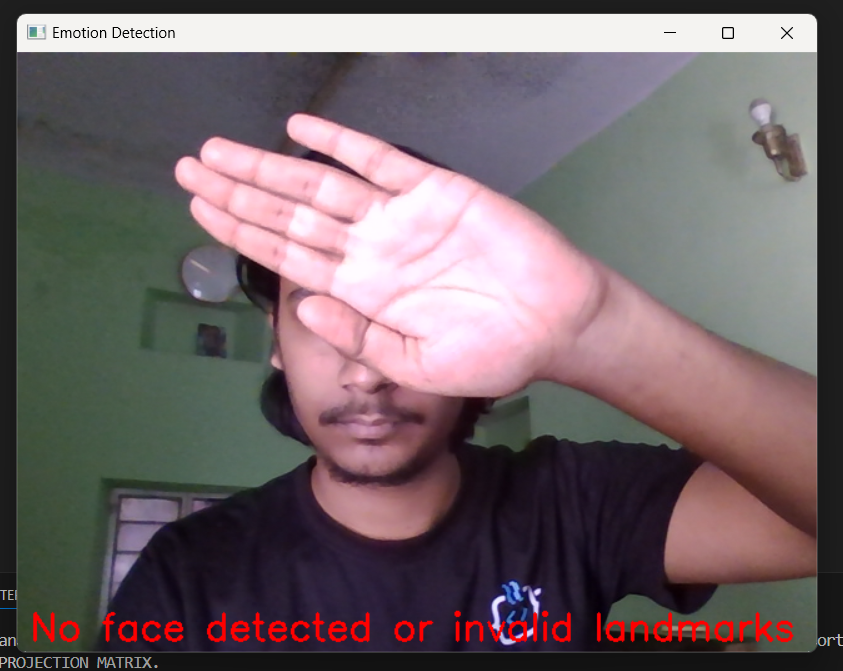 Emotion Detection
No face detected or invalid landmarks
PROJECTION MATRIX.